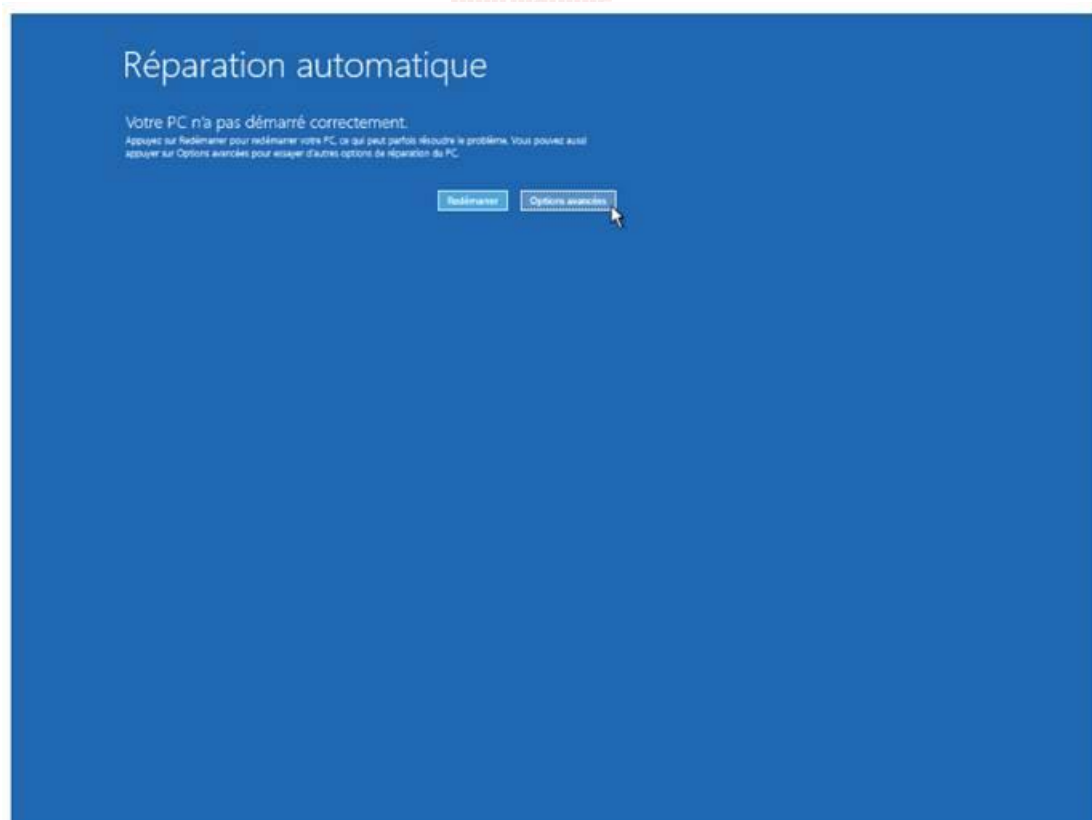 Réparation automatique
Votre PC n'a pas démarré correctement.
Appuyez sur Redémarrer pour redémarrer votre PC, ce qui peut parfois résoudre le problème. Vous pouvez aussi
appuyer sur Options avancées pour essayer d'autres options de réparation du PC.
Redémarrer Options avancées